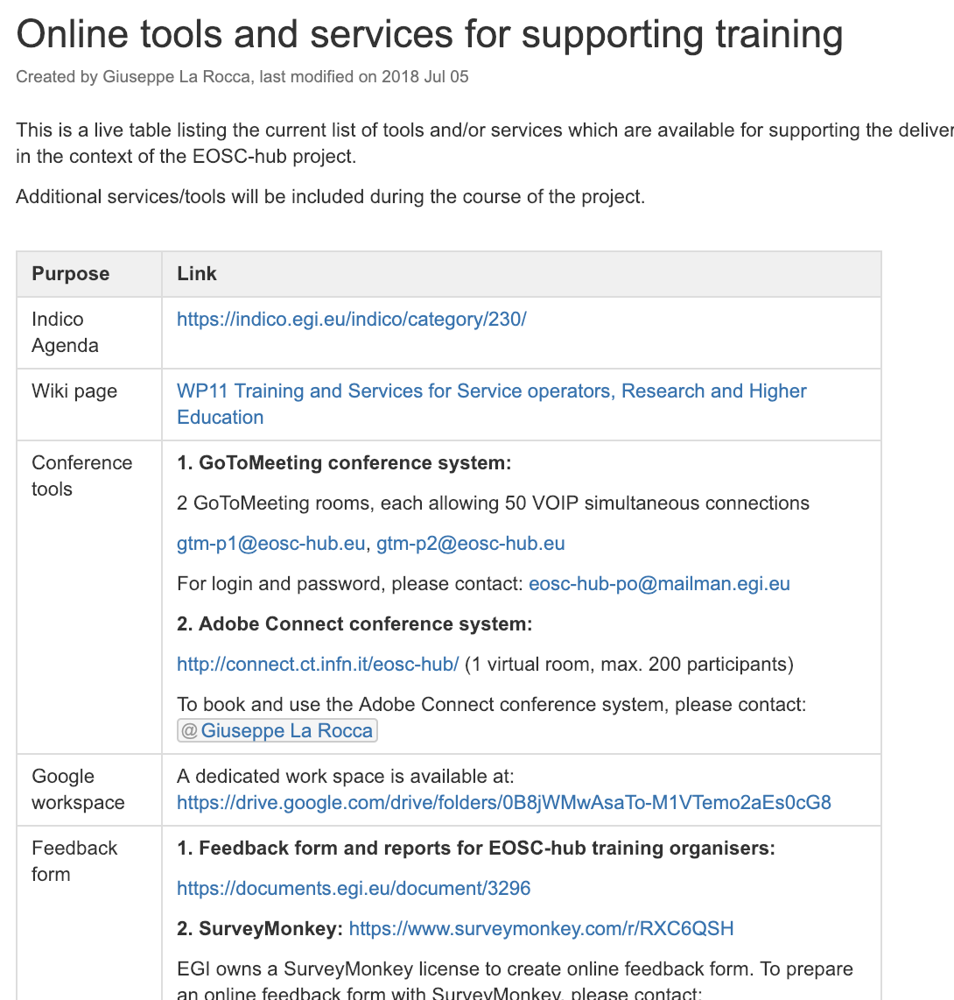 Online tools and services for supporting training
Created by Giuseppe La Rocca, last modified on 2018 Jul 05
This is a live table listing the current list of tools and/or services which are available for supporting the deliver
in the context of the EOSC-hub project.
Additional services/tools will be included during the course of the project.
Purpose
Link
Indico
Agenda
https://indico.egi.eu/indico/category/230/
Wiki page
WP11 Training and Services for Service operators, Research and Higher
Education
Conference
tools
1. GoToMeeting conference system:
2 GoToMeeting rooms, each allowing 50 VOIP simultaneous connections
gtm-p1@eosc-hub.eu, gtm-p2@eosc-hub.eu
For login and password, please contact: eosc-hub-po@mailman.egi.eu
2. Adobe Connect conference system:
http://connect.ct.infn.it/eosc-hub/ (1 virtual room, max. 200 participants)
To book and use the Adobe Connect conference system, please contact:
@Giuseppe La Rocca
Google
workspace
A dedicated work space is available at:
https://drive.google.com/drive/folders/0B8jWMwAsaTo-M1VTemo2aEs0cG8
Feedback
form
1. Feedback form and reports for EOSC-hub training organisers:
https://documents.egi.eu/document/3296
2. SurveyMonkey: https://www.surveymonkey.com/r/RXC6QSH
EGI owns a SurveyMonkey license to create online feedback form. To prepare
an online feedback form with SurveyMonkey, please contact: